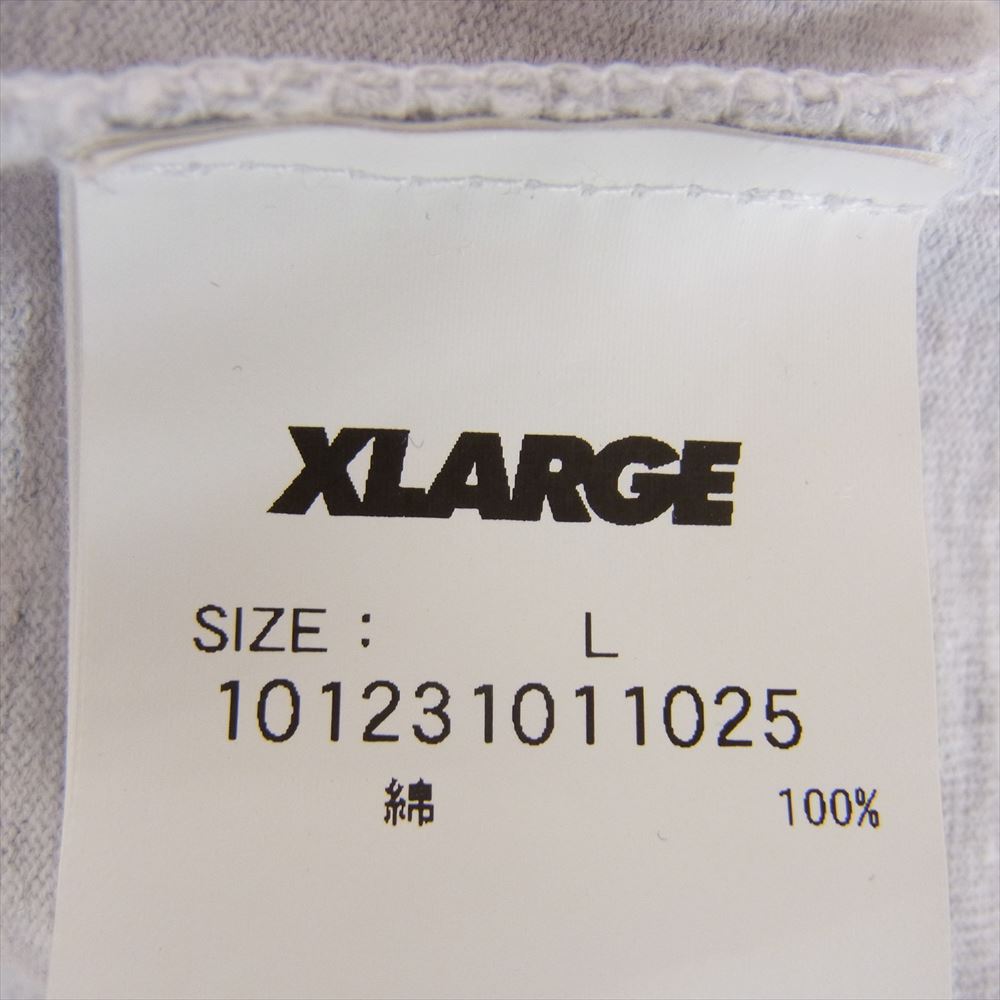 XLARGE
SIZE : L
101231011025
綿 100%